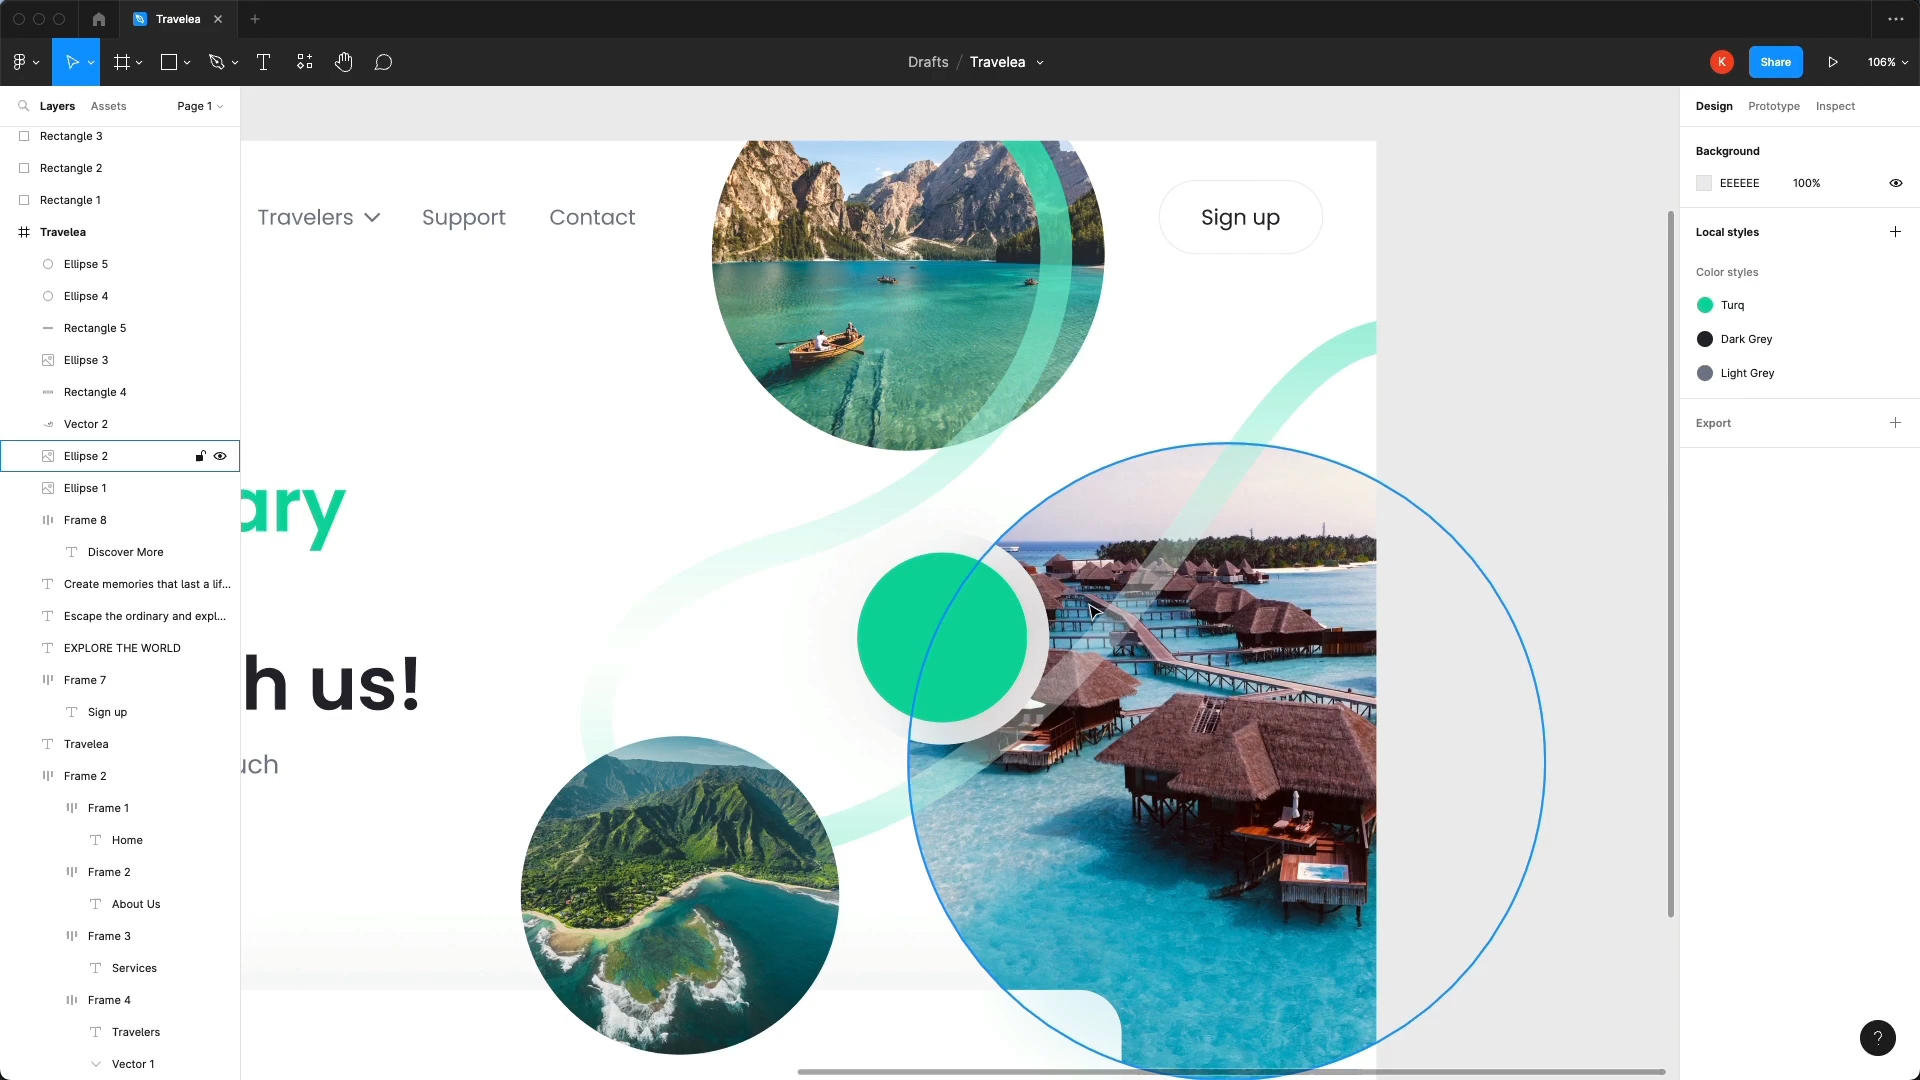 Travelea
Drafts / Travelea
K
Share
106%
Layers
Assets
Page 1
Rectangle 3
Rectangle 2
Rectangle 1
Travelea
Ellipse 5
Ellipse 4
Rectangle 5
Ellipse 3
Rectangle 4
Vector 2
Ellipse 2
Ellipse 1
Frame 8
Discover More
Create memories that last a lif...
Escape the ordinary and expl...
EXPLORE THE WORLD
Frame 7
Sign up
Travelea
Frame 2
Frame 1
Home
Frame 2
About Us
Frame 3
Services
Frame 4
Travelers
Vector 1
Travelers
Support
Contact
Sign up
ary
h us!
uch
Design
Prototype
Inspect
Background
EEEEEE
100%
Local styles
Color styles
Turq
Dark Grey
Light Grey
Export
?